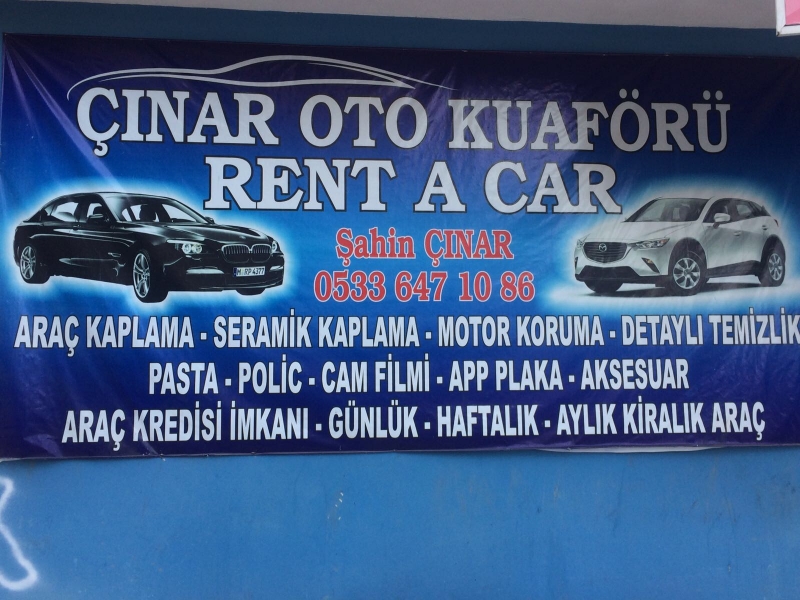 ÇINAR OTO KUAFÖRÜ
RENT A CAR
Şahin ÇINAR
0533 647 10 86
M RP 4377
ARAÇ KAPLAMA - SERAMİK KAPLAMA - MOTOR KORUMA - DETAYLI TEMİZLİK
PASTA - POLİC - CAM FİLMİ - APP PLAKA - AKSESUAR
ARAÇ KREDİSİ İMKANI - GÜNLÜK - HAFTALIK - AYLIK KİRALIK ARAÇ